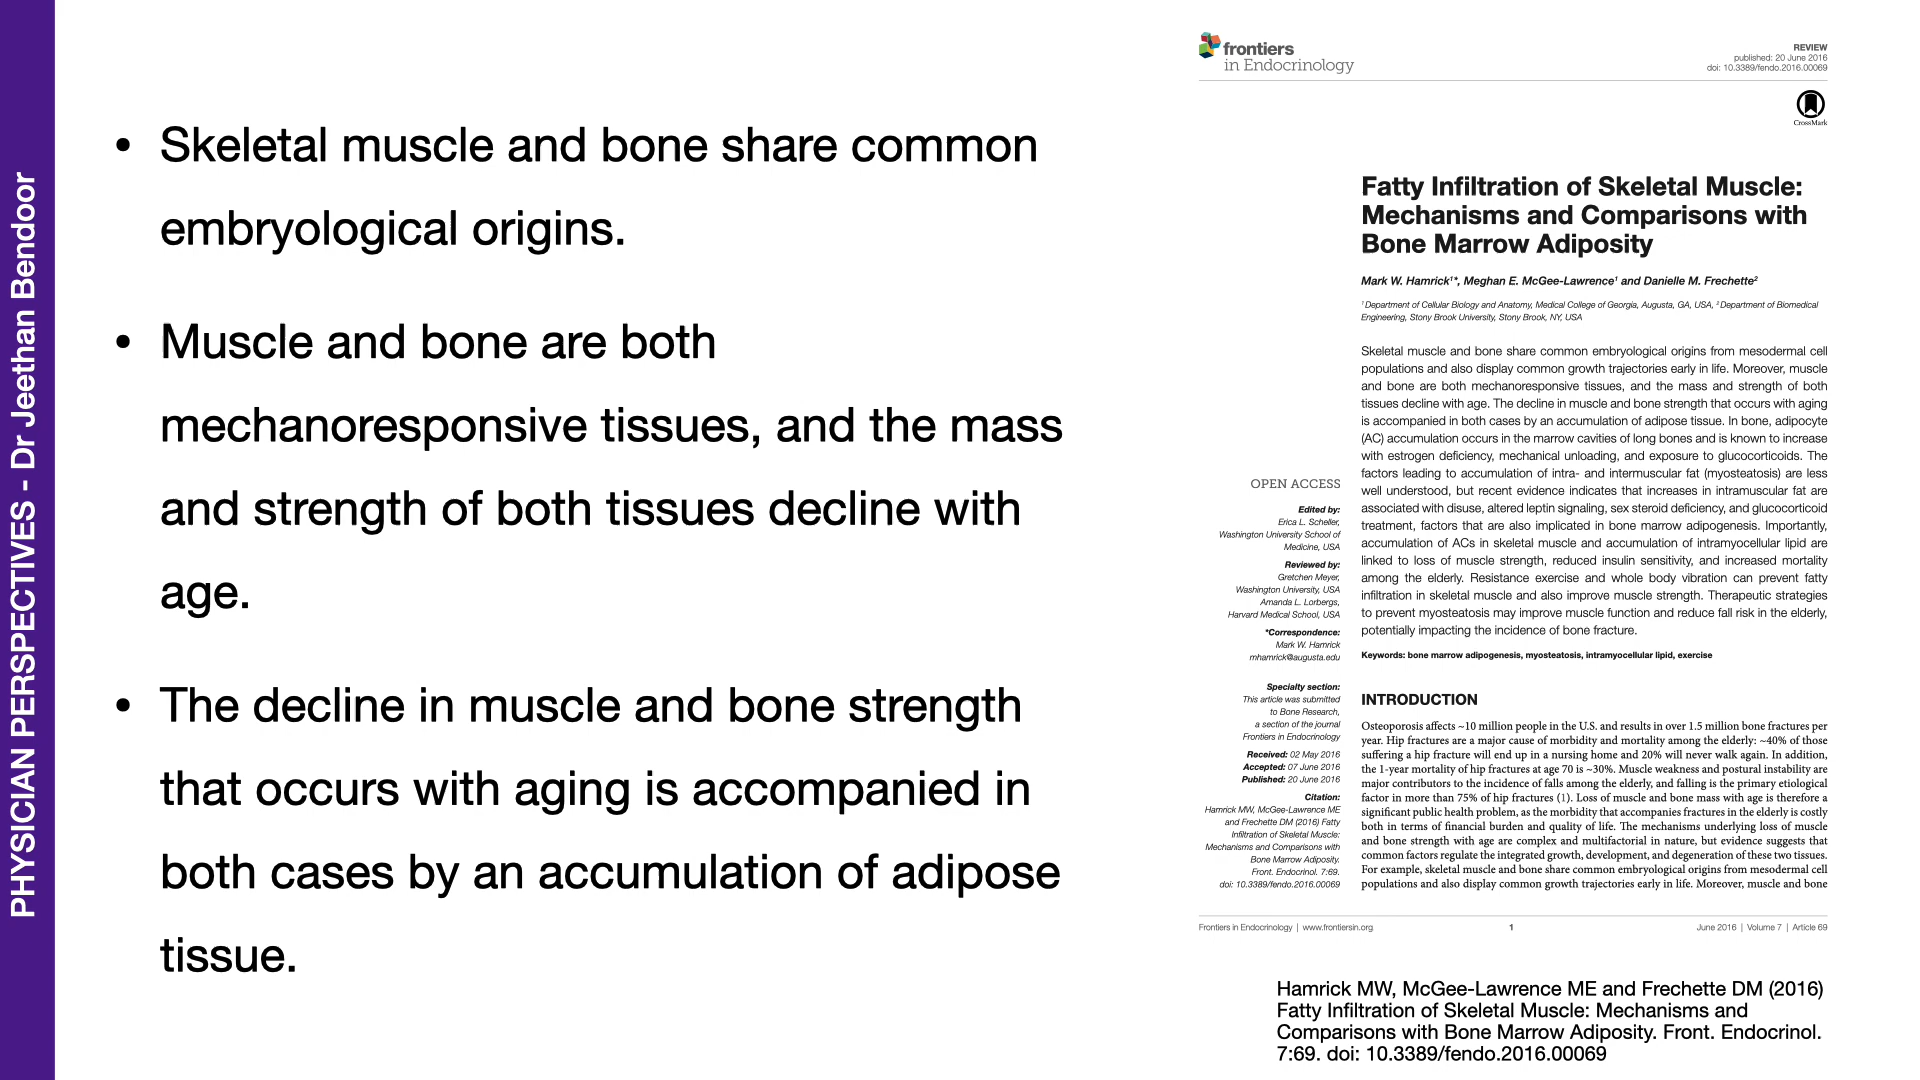 PHYSICIAN PERSPECTIVES - Dr Jeethan Bendoor
• Skeletal muscle and bone share common
embryological origins.
• Muscle and bone are both
mechanoresponsive tissues, and the mass
and strength of both tissues decline with
age.
• The decline in muscle and bone strength
that occurs with aging is accompanied in
both cases by an accumulation of adipose
tissue.
frontiers
in Endocrinology
REVIEW
published: 20 June 2016
doi: 10.3389/fendo.2016.00069
CrossMark
Fatty Infiltration of Skeletal Muscle:
Mechanisms and Comparisons with
Bone Marrow Adiposity
Mark W. Hamrick¹*, Meghan E. McGee-Lawrence¹ and Danielle M. Frechette²
¹ Department of Cellular Biology and Anatomy, Medical College of Georgia, Augusta, GA, USA, ² Department of Biomedical
Engineering, Stony Brook University, Stony Brook, NY, USA
Skeletal muscle and bone share common embryological origins from mesodermal cell
populations and also display common growth trajectories early in life. Moreover, muscle
and bone are both mechanoresponsive tissues, and the mass and strength of both
tissues decline with age. The decline in muscle and bone strength that occurs with aging
is accompanied in both cases by an accumulation of adipose tissue. In bone, adipocyte
(AC) accumulation occurs in the marrow cavities of long bones and is known to increase
with estrogen deficiency, mechanical unloading, and exposure to glucocorticoids. The
factors leading to accumulation of intra- and intermuscular fat (myosteatosis) are less
well understood, but recent evidence indicates that increases in intramuscular fat are
associated with disuse, altered leptin signaling, sex steroid deficiency, and glucocorticoid
treatment, factors that are also implicated in bone marrow adipogenesis. Importantly,
accumulation of ACs in skeletal muscle and accumulation of intramyocellular lipid are
linked to loss of muscle strength, reduced insulin sensitivity, and increased mortality
among the elderly. Resistance exercise and whole body vibration can prevent fatty
infiltration in skeletal muscle and also improve muscle strength. Therapeutic strategies
to prevent myosteatosis may improve muscle function and reduce fall risk in the elderly,
potentially impacting the incidence of bone fracture.
Keywords: bone marrow adipogenesis, myosteatosis, intramyocellular lipid, exercise
OPEN ACCESS
Edited by:
Erica L. Scheller,
Washington University School of
Medicine, USA
Reviewed by:
Gretchen Meyer,
Washington University, USA
Amanda L. Lorbergs,
Harvard Medical School, USA
*Correspondence:
Mark W. Hamrick
mhamrick@augusta.edu
Specialty section:
This article was submitted
to Bone Research,
a section of the journal
Frontiers in Endocrinology
Received: 02 May 2016
Accepted: 07 June 2016
Published: 20 June 2016
Citation:
Hamrick MW, McGee-Lawrence ME
and Frechette DM (2016) Fatty
Infiltration of Skeletal Muscle:
Mechanisms and Comparisons with
Bone Marrow Adiposity.
Front. Endocrinol. 7:69.
doi: 10.3389/fendo.2016.00069
INTRODUCTION
Osteoporosis affects ~10 million people in the U.S. and results in over 1.5 million bone fractures per
year. Hip fractures are a major cause of morbidity and mortality among the elderly: ~40% of those
suffering a hip fracture will end up in a nursing home and 20% will never walk again. In addition,
the 1-year mortality of hip fractures at age 70 is ~30%. Muscle weakness and postural instability are
major contributors to the incidence of falls among the elderly, and falling is the primary etiological
factor in more than 75% of hip fractures (1). Loss of muscle and bone mass with age is therefore a
significant public health problem, as the morbidity that accompanies fractures in the elderly is costly
both in terms of financial burden and quality of life. The mechanisms underlying loss of muscle
and bone strength with age are complex and multifactorial in nature, but evidence suggests that
common factors regulate the integrated growth, development, and degeneration of these two tissues.
For example, skeletal muscle and bone share common embryological origins from mesodermal cell
populations and also display common growth trajectories early in life. Moreover, muscle and bone
Frontiers in Endocrinology | www.frontiersin.org
1
June 2016 | Volume 7 | Article 69
Hamrick MW, McGee-Lawrence ME and Frechette DM (2016)
Fatty Infiltration of Skeletal Muscle: Mechanisms and
Comparisons with Bone Marrow Adiposity. Front. Endocrinol.
7:69. doi: 10.3389/fendo.2016.00069